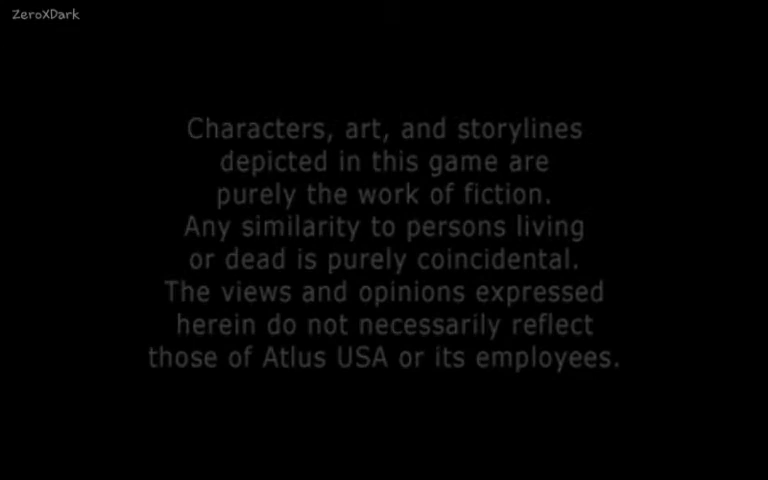 ZeroXDark
Characters, art, and storylines
depicted in this game are
purely the work of fiction.
Any similarity to persons living
or dead is purely coincidental.
The views and opinions expressed
herein do not necessarily reflect
those of Atlus USA or its employees.